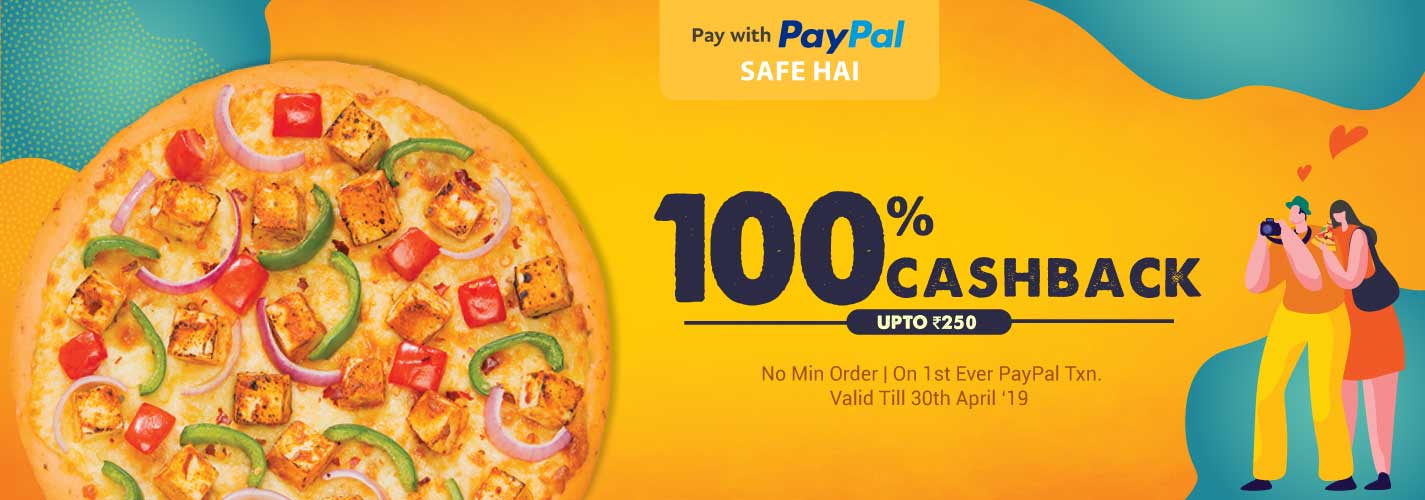 Pay with PayPal
SAFE HAI
100% CASHBACK
UPTO ₹250
No Min Order | On 1st Ever PayPal Txn.
Valid Till 30th April ‘19